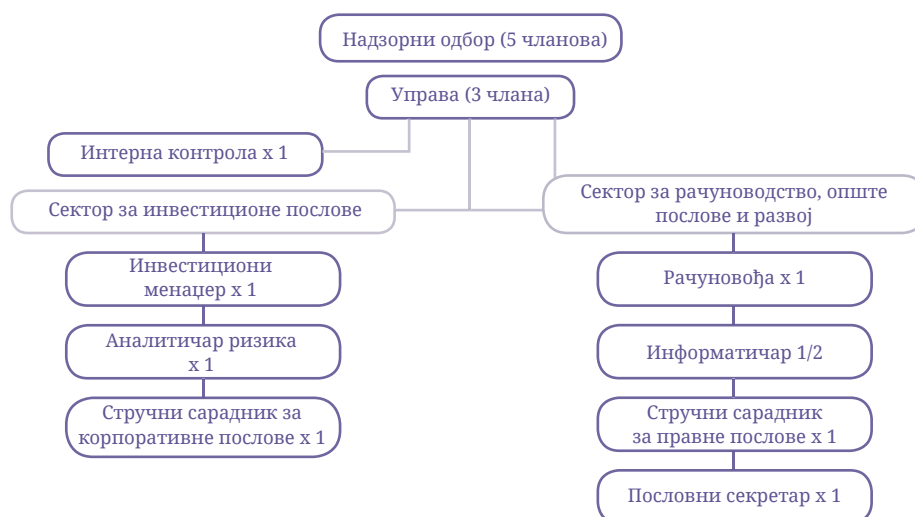 Надзорни одбор (5 чланова)
Управа (3 члана)
Интерна контрола x 1
Сектор за инвестиционе послове
Инвестициони
менаџер x 1
Аналитичар ризика
x 1
Стручни сарадник за
корпоративне послове x 1
Сектор за рачуноводство, опште
послове и развој
Рачуновођа x 1
Информатичар 1/2
Стручни сарадник
за правне послове x 1
Пословни секретар x 1